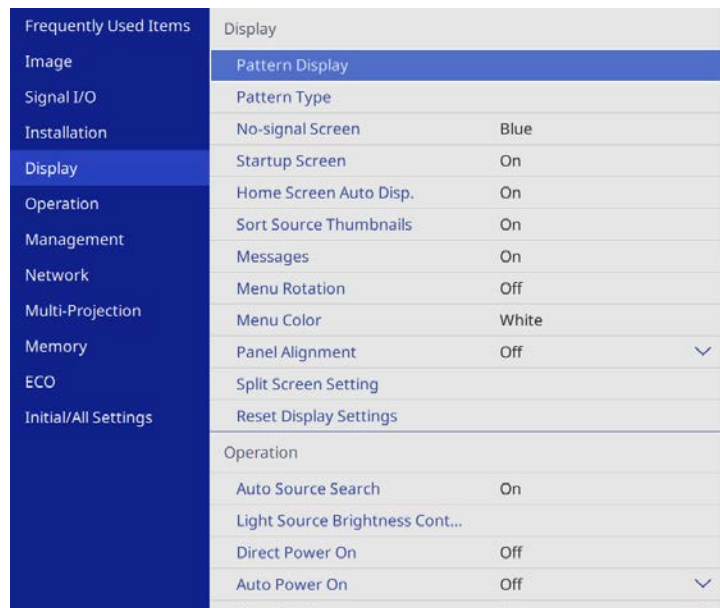 Frequently Used Items
Image
Signal I/O
Installation
Display
Operation
Management
Network
Multi-Projection
Memory
ECO
Initial/All Settings
Display
Pattern Display
Pattern Type
No-signal Screen Blue
Startup Screen On
Home Screen Auto Disp. On
Sort Source Thumbnails On
Messages On
Menu Rotation Off
Menu Color White
Panel Alignment Off
Split Screen Setting
Reset Display Settings
Operation
Auto Source Search On
Light Source Brightness Cont...
Direct Power On Off
Auto Power On Off